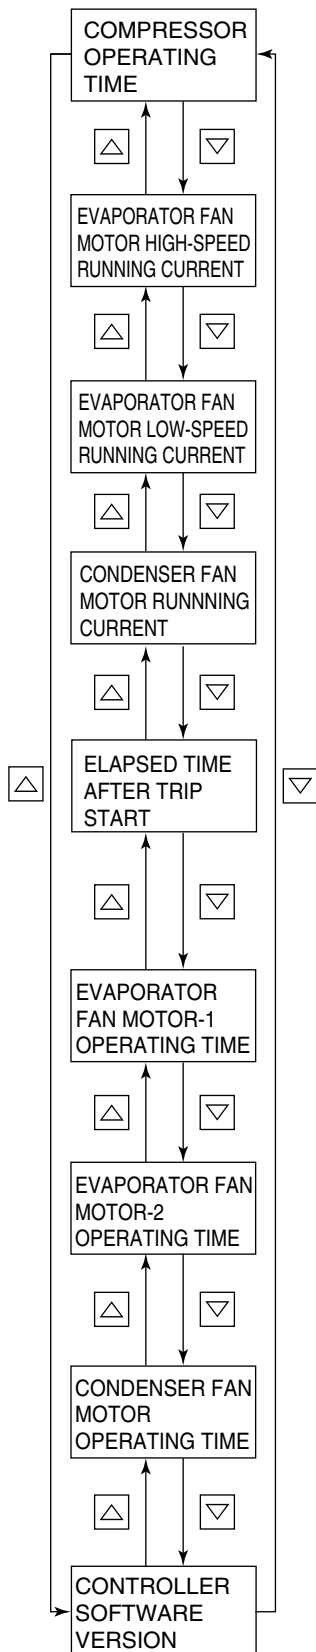 COMPRESSOR
OPERATING
TIME
EVAPORATOR FAN
MOTOR HIGH-SPEED
RUNNING CURRENT
EVAPORATOR FAN
MOTOR LOW-SPEED
RUNNING CURRENT
CONDENSER FAN
MOTOR RUNNNING
CURRENT
ELAPSED TIME
AFTER TRIP
START
EVAPORATOR
FAN MOTOR-1
OPERATING TIME
EVAPORATOR FAN
MOTOR-2
OPERATING TIME
CONDENSER FAN
MOTOR
OPERATING TIME
CONTROLLER
SOFTWARE
VERSION